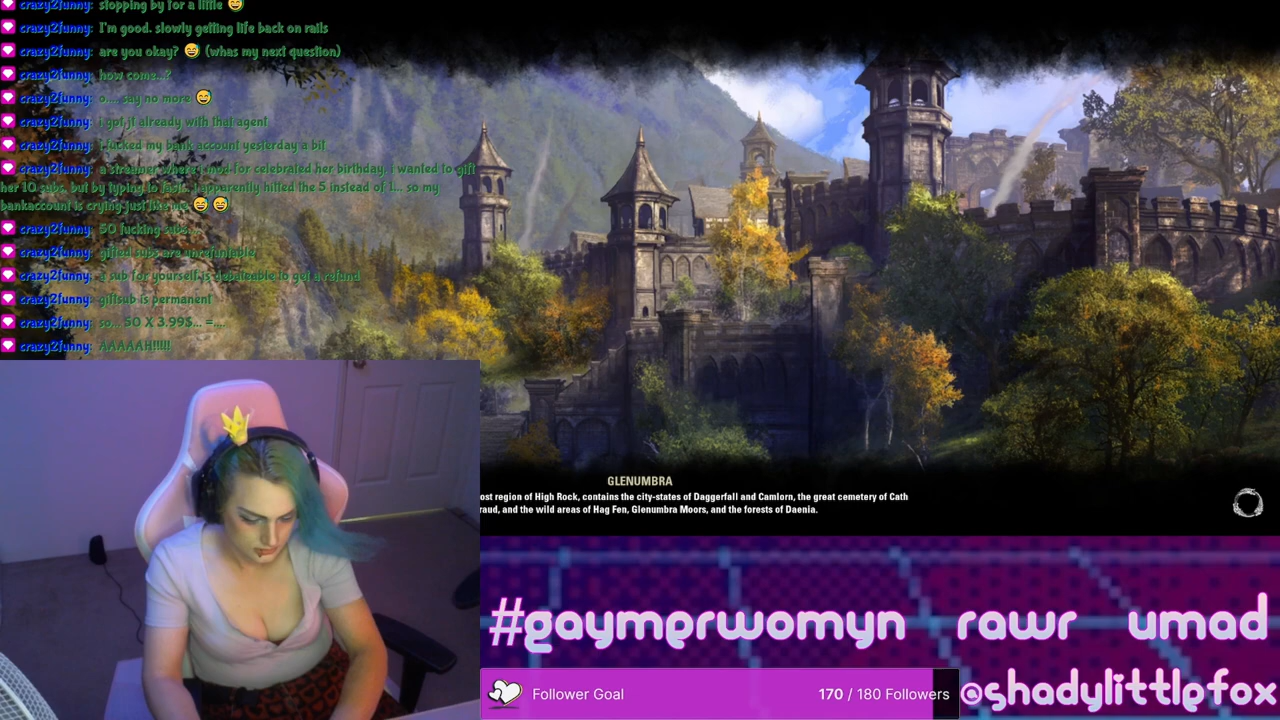 crazy2funny: stopping by for a little
crazy2funny: I'm good. slowly getting life back on rails
crazy2funny: are you okay? 😅 (whas my next question)
crazy2funny: how come..?
crazy2funny: o.... say no more 😅
crazy2funny: i got it already with that agent
crazy2funny: i fucked my bank account yesterday a bit
crazy2funny: a streamer where i mod for celebrated her birthday. i wanted to gift
her 10 subs. but by typing to fast.. i apparently hitted the 5 instead of 1... so my
bankaccount is crying just like me 😅 😅
crazy2funny: 50 fucking subs..
crazy2funny: gifted subs are unrefunable
crazy2funny: a sub for yourself is debateable to get a refund
crazy2funny: giftsub is permanent
crazy2funny: so... 50 X 3.99$... =....
crazy2funny: AAAAAH!!!!!
GLENUMBRA
ost region of High Rock, contains the city-states of Daggerfall and Camlorn, the great cemetery of Cath
raud, and the wild areas of Hag Fen, Glenumbra Moors, and the forests of Daenia.
#gaymerwomyn rawr umad
Follower Goal 170 / 180 Followers
@shadylittlefox